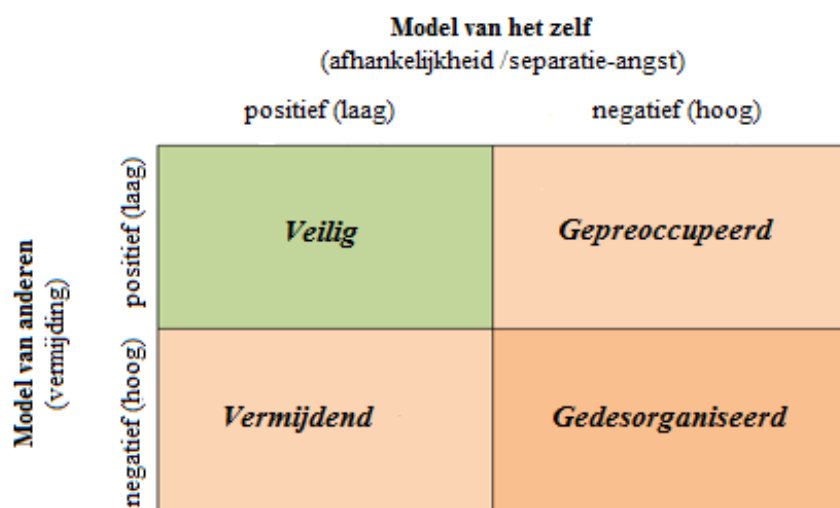 Model van het zelf
(afhankelijkheid /separatie-angst)
positief (laag)
negatief (hoog)
Model van anderen
(vermijding)
positief (laag)
Veilig
Gepreoccupeerd
negatief (hoog)
Vermijdend
Gedesorganiseerd